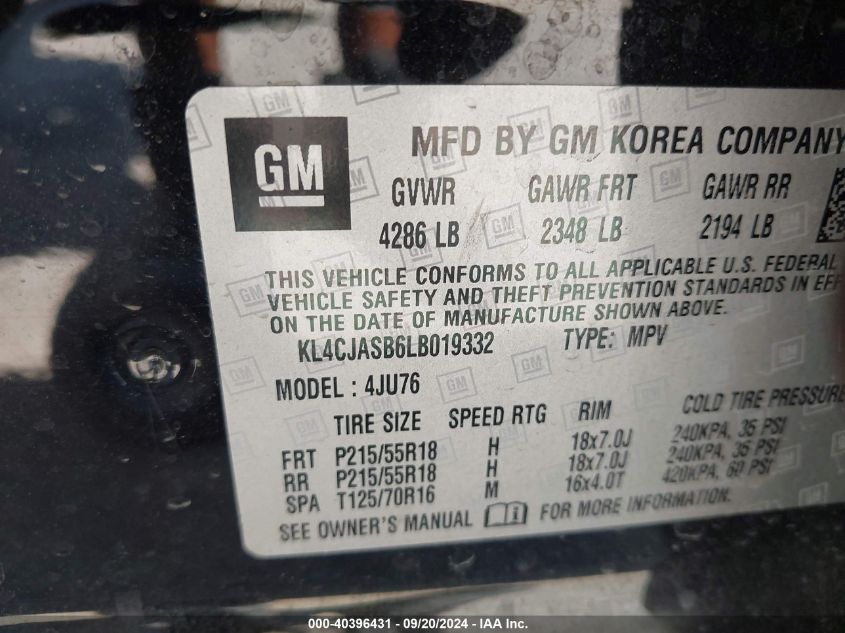 GM
MFD BY GM KOREA COMPANY
GVWR GAWR FRT GAWR RR
4286 LB 2348 LB 2194 LB
THIS VEHICLE CONFORMS TO ALL APPLICABLE U.S. FEDERAL
VEHICLE SAFETY AND THEFT PREVENTION STANDARDS IN EFF
ON THE DATE OF MANUFACTURE SHOWN ABOVE.
KL4CJASB6LB019332 TYPE: MPV
MODEL : 4JU76
TIRE SIZE SPEED RTG RIM COLD TIRE PRESSURE
FRT P215/55R18 H 18x7.0J 240KPA, 35 PSI
RR P215/55R18 H 18x7.0J 240KPA, 35 PSI
SPA T125/70R16 M 16x4.0T 420KPA, 60 PSI
SEE OWNER'S MANUAL FOR MORE INFORMATION.
000-40396431 - 09/20/2024 - IAA Inc.